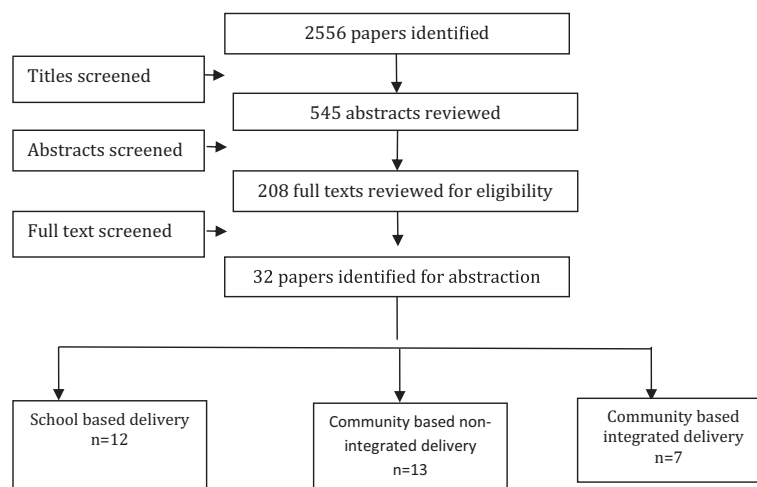 2556 papers identified
Titles screened
545 abstracts reviewed
Abstracts screened
208 full texts reviewed for eligibility
Full text screened
32 papers identified for abstraction
School based delivery
n=12
Community based non-
integrated delivery
n=13
Community based
integrated delivery
n=7